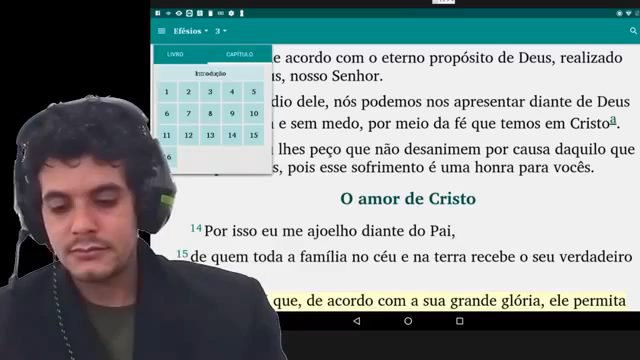 Efésios 3
LIVRO CAPÍTULO
Introdução
1 2 3 4 5
6 7 8 9 10
11 12 13 14 15
6
e acordo com o eterno propósito de Deus, realizado
us, nosso Senhor.
dio dele, nós podemos nos apresentar diante de Deus
e sem medo, por meio da fé que temos em Cristoª.
lhes peço que não desanimem por causa daquilo que
s, pois esse sofrimento é uma honra para vocês.
O amor de Cristo
14 Por isso eu me ajoelho diante do Pai,
15 de quem toda a família no céu e na terra recebe o seu verdadeiro
que, de acordo com a sua grande glória, ele permita